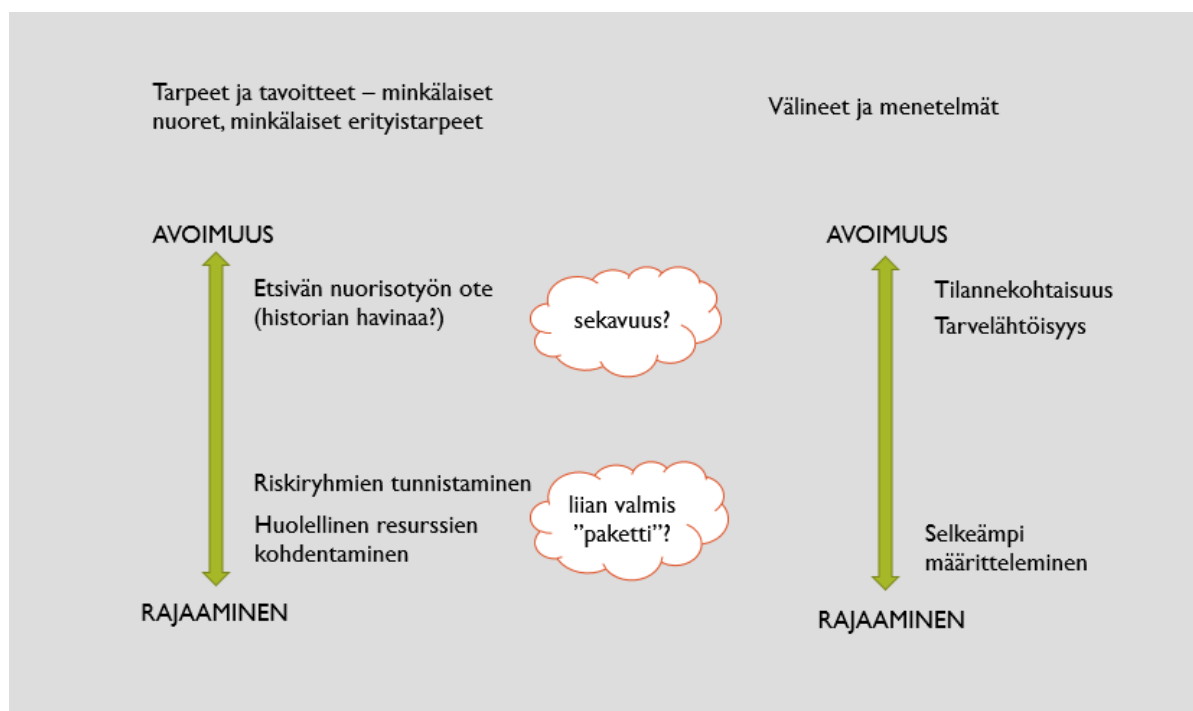 Tarpeet ja tavoitteet – minkälaiset
nuoret, minkälaiset erityistarpeet
Välineet ja menetelmät
AVOIMUUS
Etsivän nuorisotyön ote
(historian havinaa?)
sekavuus?
AVOIMUUS
Tilannekohtaisuus
Tarvelähtöisyys
Riskiryhmien tunnistaminen
Huolellinen resurssien
kohdentaminen
liian valmis
”paketti”?
Selkeämpi
määritteleminen
RAJAAMINEN
RAJAAMINEN